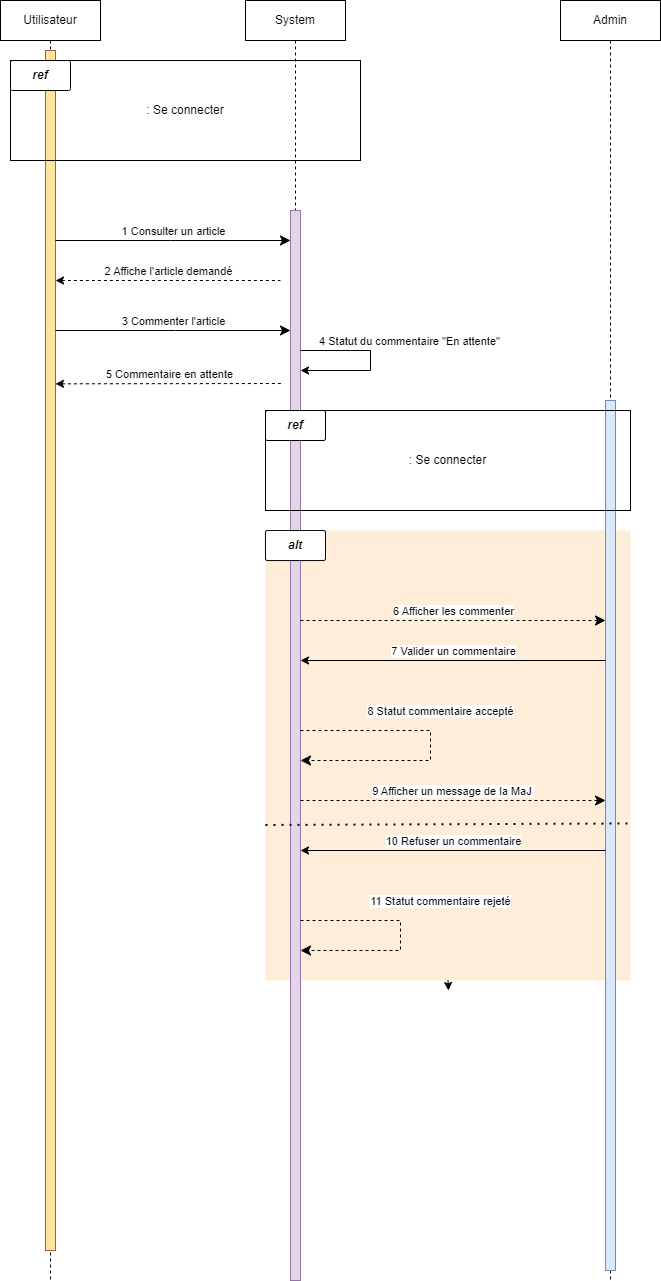 Utilisateur
System
Admin
ref
: Se connecter
1 Consulter un article
2 Affiche l'article demandé
3 Commenter l'article
4 Statut du commentaire "En attente"
5 Commentaire en attente
ref
: Se connecter
alt
6 Afficher les commenter
7 Valider un commentaire
8 Statut commentaire accepté
9 Afficher un message de la MaJ
10 Refuser un commentaire
11 Statut commentaire rejeté